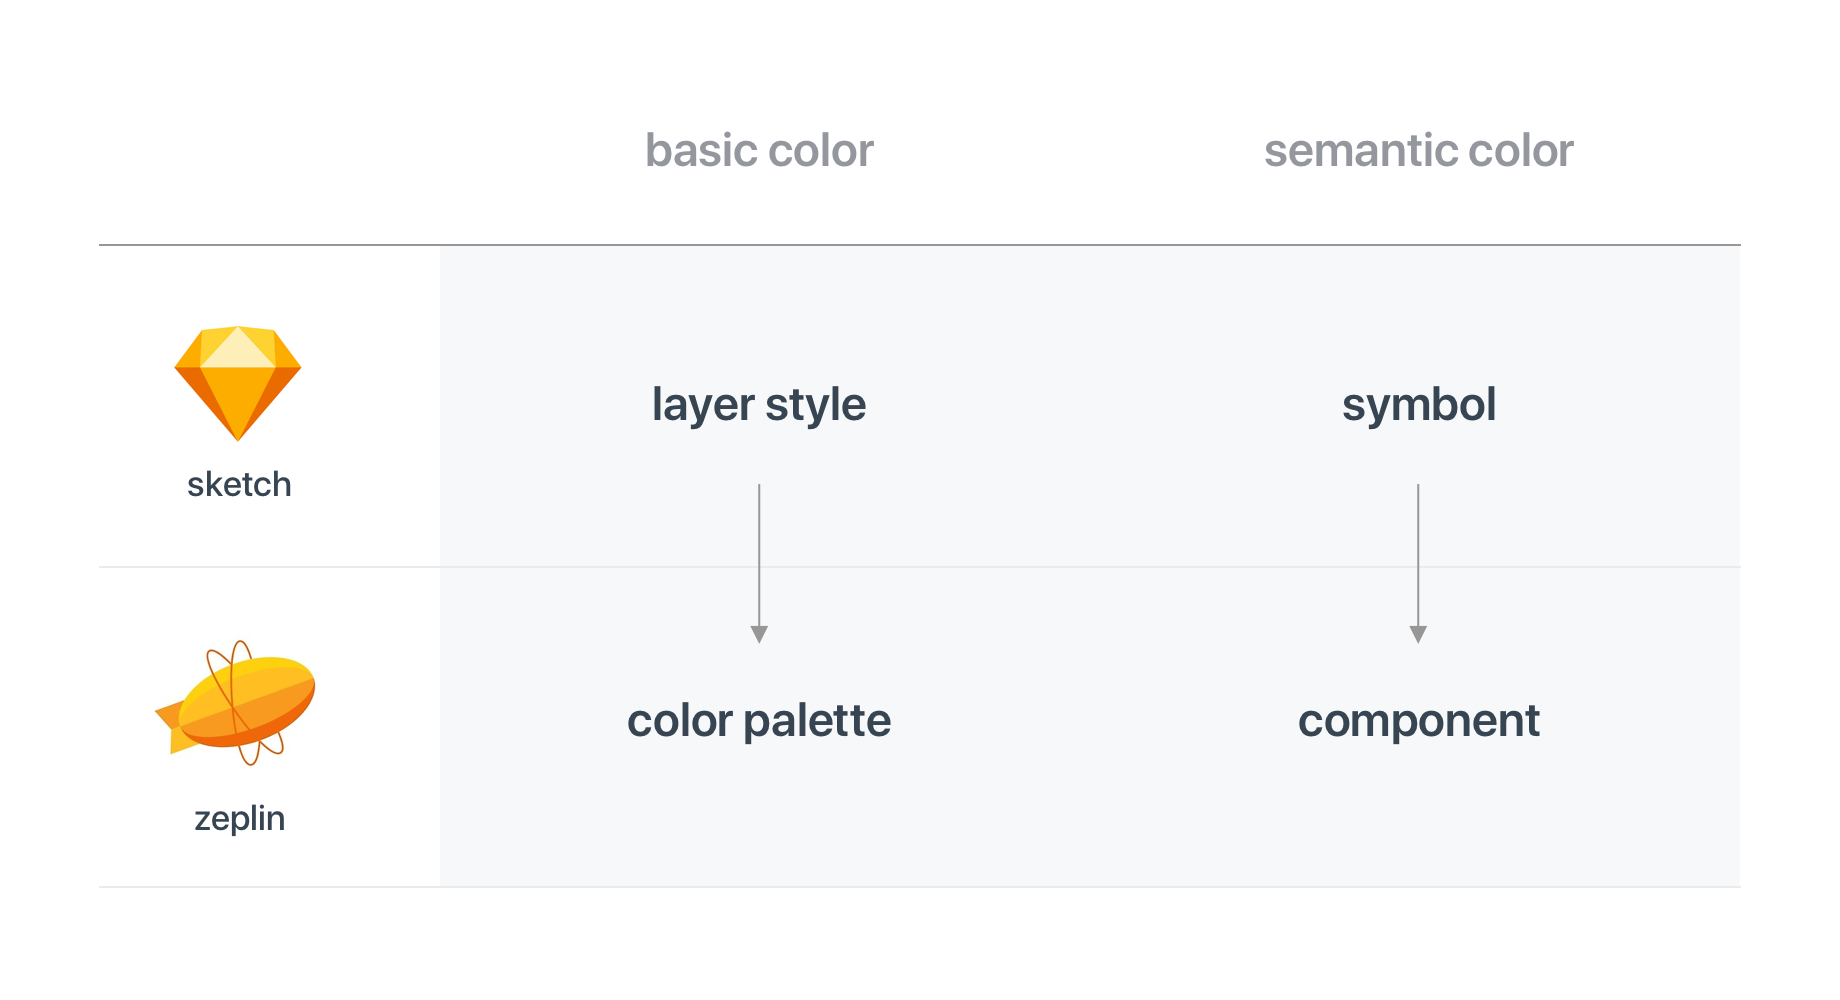 basic color
semantic color
layer style
symbol
sketch
color palette
component
zeplin